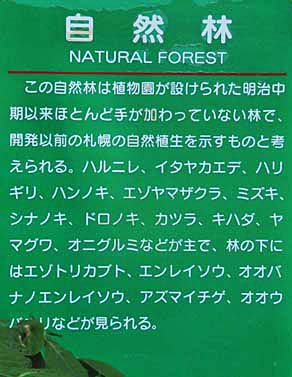 自然林
NATURAL FOREST
この自然林は植物園が設けられた明治中
期以来ほとんど手が加わっていない林で、
開発以前の札幌の自然植生を示すものと考
えられる。ハルニレ、イタヤカエデ、ハリ
ギリ、ハンノキ、エゾヤマザクラ、ミズキ、
シナノキ、ドロノキ、カツラ、キハダ、ヤ
マグワ、オニグルミなどが主で、林の下に
はエゾトリカブト、エンレイソウ、オオバ
ナノエンレイソウ、アズマイチゲ、オオウ
などが見られる。